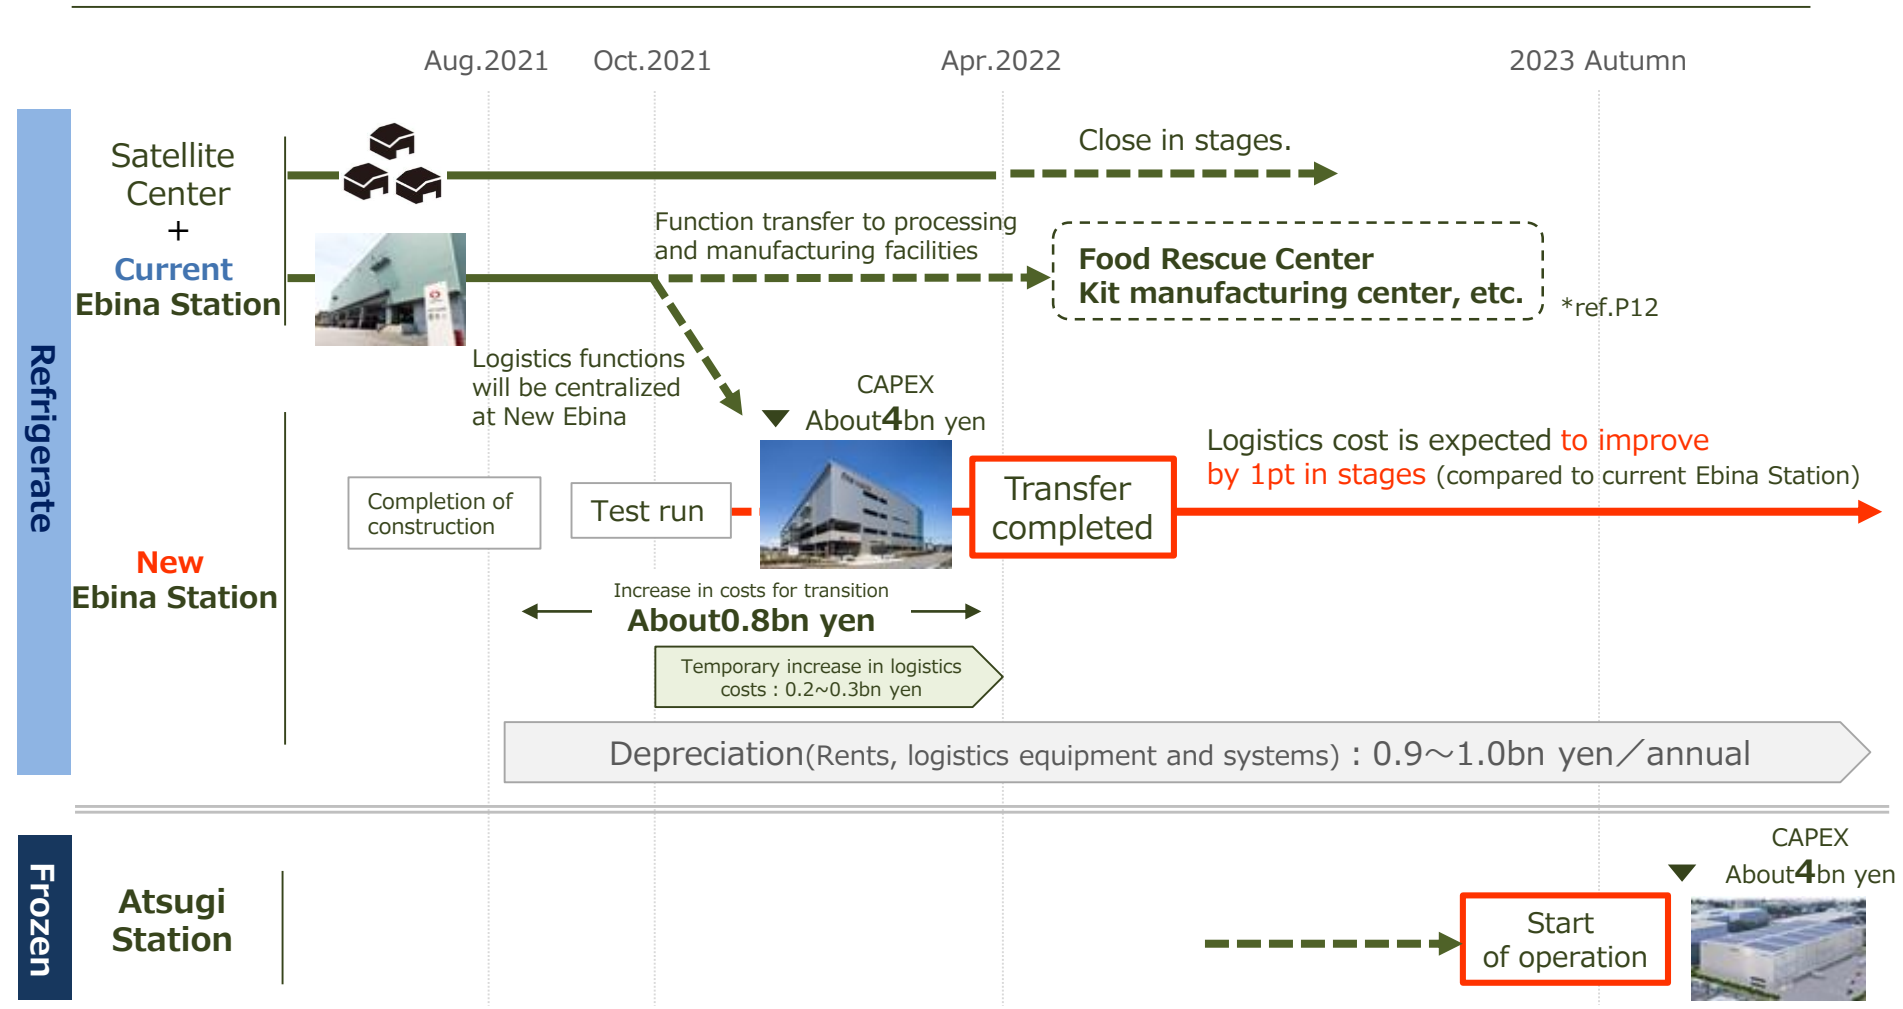 Aug.2021
Oct.2021
Apr.2022
2023 Autumn
Refrigerate
Satellite
Center
+
Current
Ebina Station
Close in stages.
Function transfer to processing
and manufacturing facilities
Food Rescue Center
Kit manufacturing center, etc.
*ref.P12
Logistics functions
will be centralized
at New Ebina
CAPEX
About4bn yen
New
Ebina Station
Completion of
construction
Test run
Transfer
completed
Logistics cost is expected to improve
by 1pt in stages (compared to current Ebina Station)
Increase in costs for transition
About0.8bn yen
Temporary increase in logistics
costs : 0.2~0.3bn yen
Depreciation(Rents, logistics equipment and systems) : 0.9～1.0bn yen／annual
Frozen
Atsugi
Station
Start
of operation
CAPEX
About4bn yen